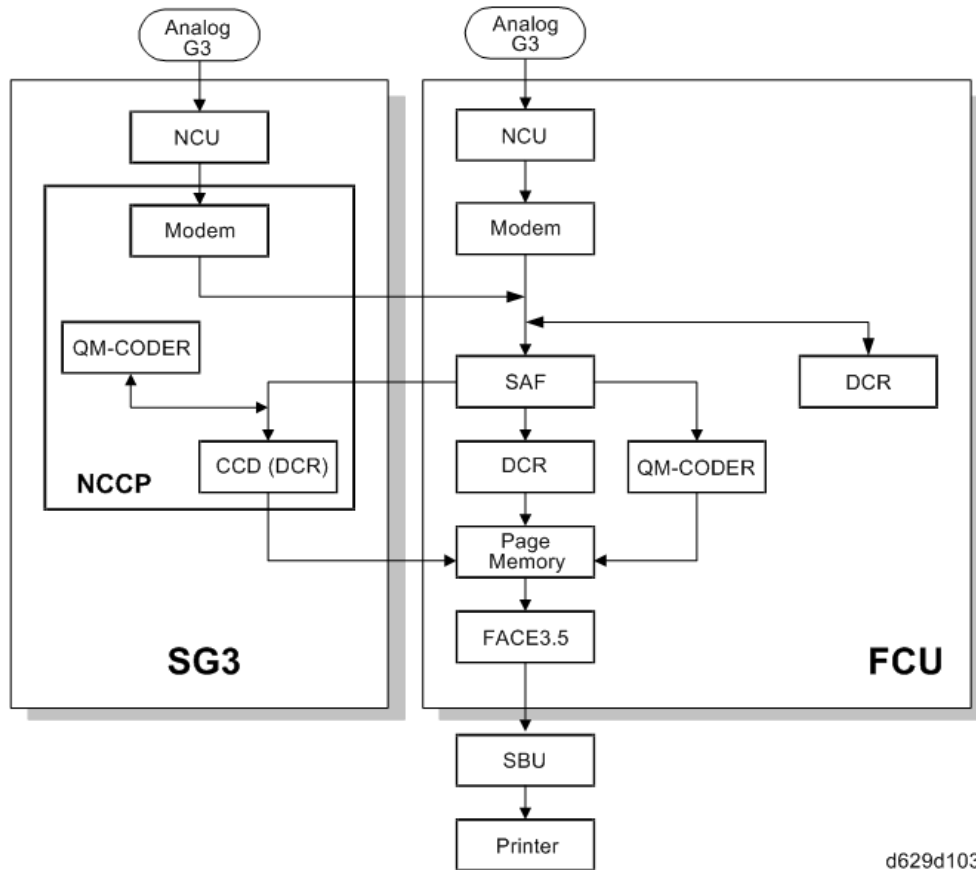 Analog
G3
Analog
G3
NCU
NCU
Modem
Modem
QM-CODER
SAF
DCR
CCD (DCR)
DCR
QM-CODER
NCCP
Page
Memory
FACE3.5
SG3
FCU
SBU
Printer
d629d103